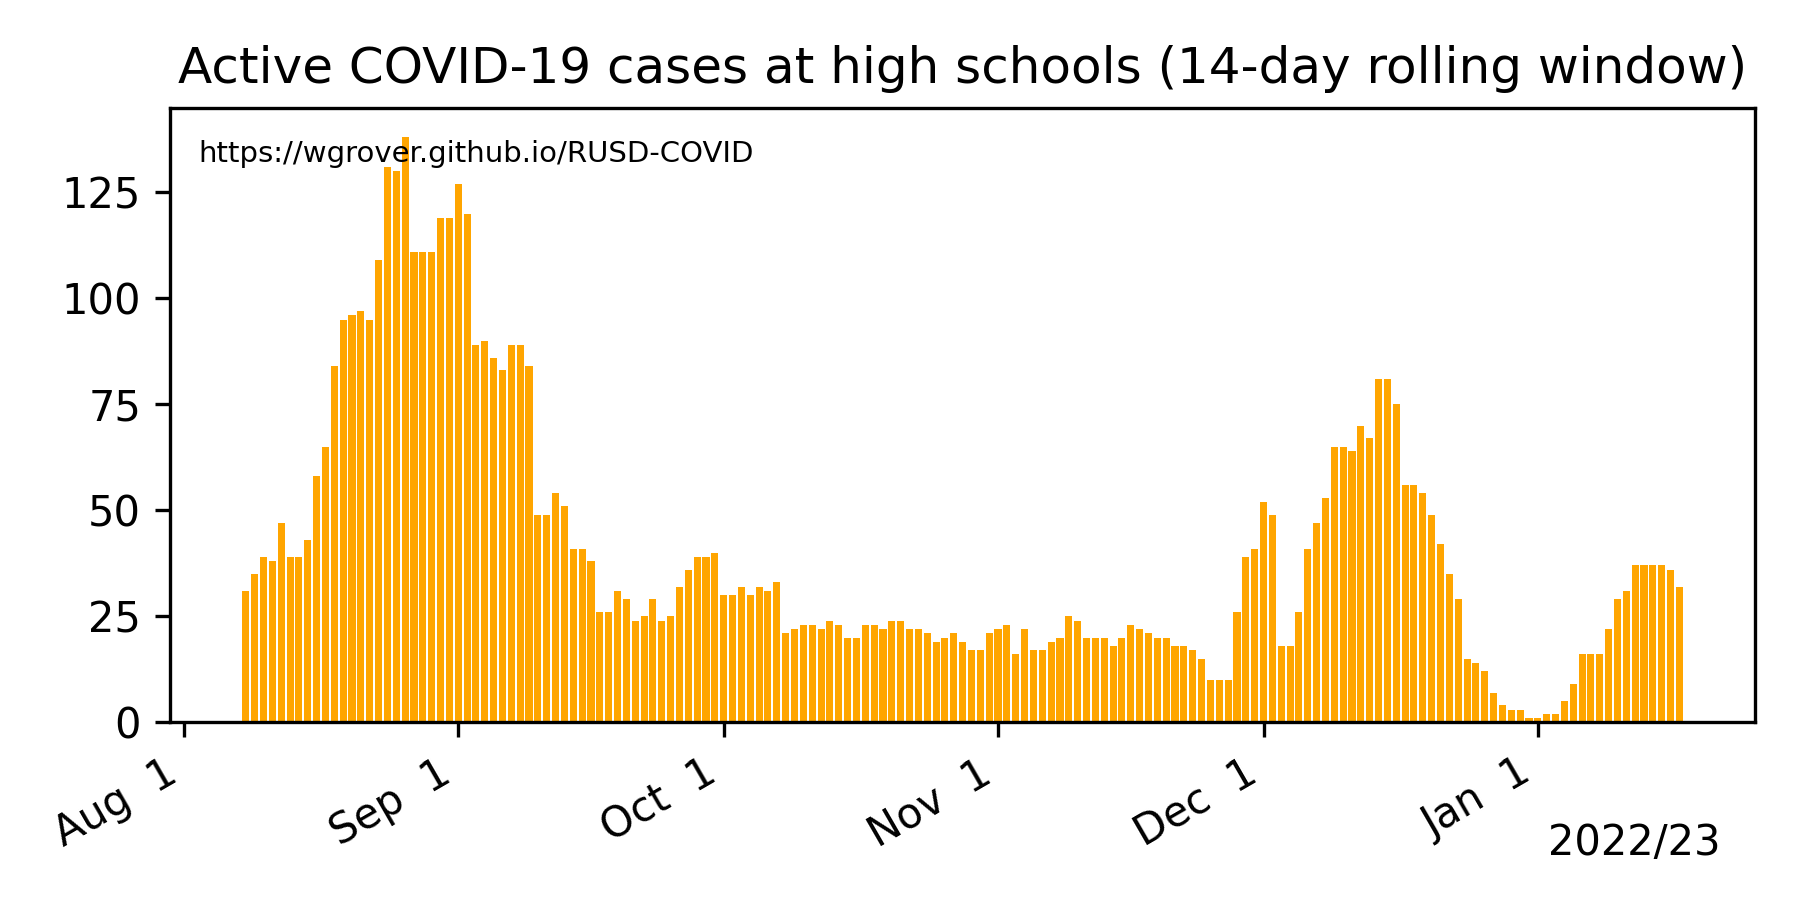 Active COVID-19 cases at high schools (14-day rolling window)
https://wgrover.github.io/RUSD-COVID
125
100
75
50
25
0
Aug 1
Sep 1
Oct 1
Nov 1
Dec 1
Jan 1
2022/23